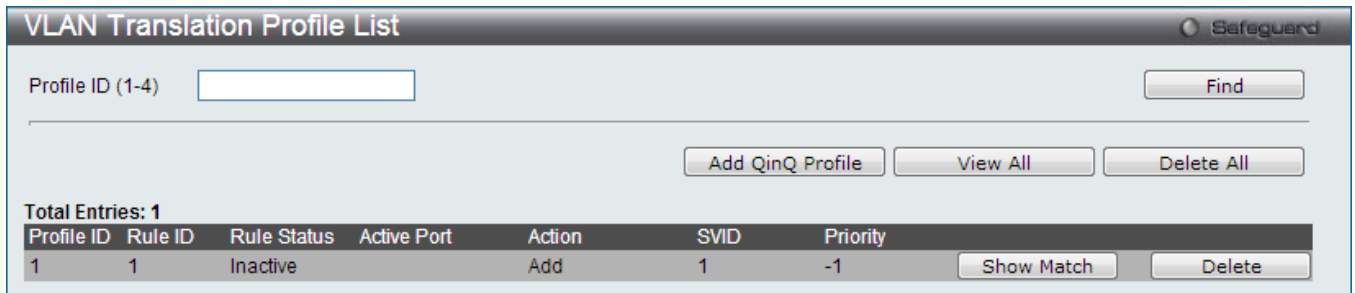 VLAN Translation Profile List
Safeguard
Profile ID (1-4)
Find
Add QinQ Profile
View All
Delete All
Total Entries: 1
Profile ID Rule ID Rule Status Active Port Action SVID Priority
1 1 Inactive Add 1 -1 Show Match Delete